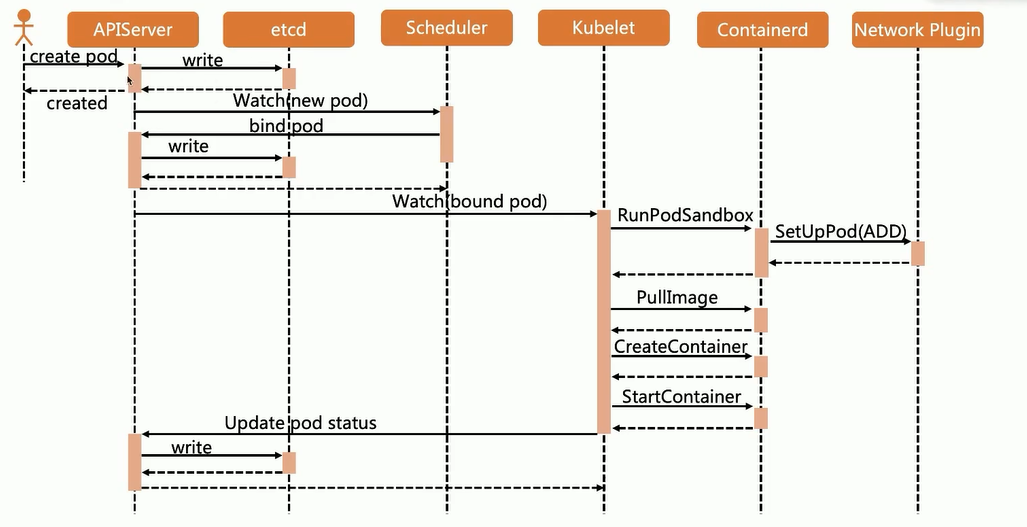 APIServer
etcd
Scheduler
Kubelet
Containerd
Network Plugin
create pod
write
created
Watch(new pod)
bind pod
write
Watch(bound pod)
RunPodSandbox
SetUpPod(ADD)
PullImage
CreateContainer
StartContainer
Update pod status
write